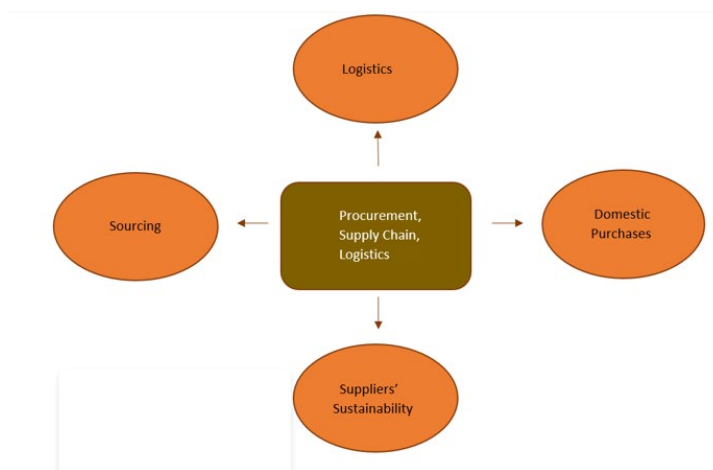 Logistics
Sourcing
Procurement,
Supply Chain,
Logistics
Domestic
Purchases
Suppliers’
Sustainability